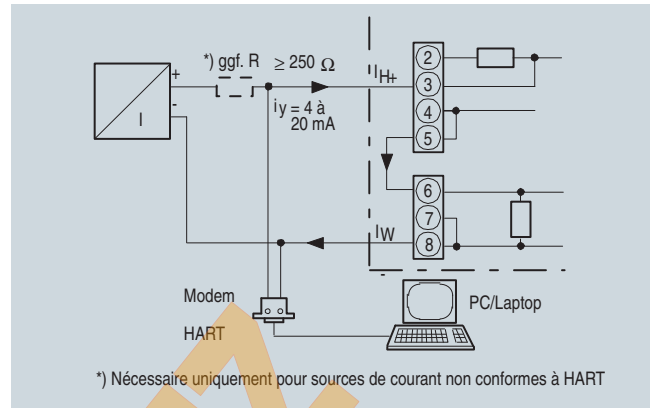 *) ggf. R ≥ 250 Ω
+
-
I
iy = 4 à
20 mA
IH+
2
3
4
5
6
7
8
IW
Modem
HART
PC/Laptop
*) Nécessaire uniquement pour sources de courant non conformes à HART